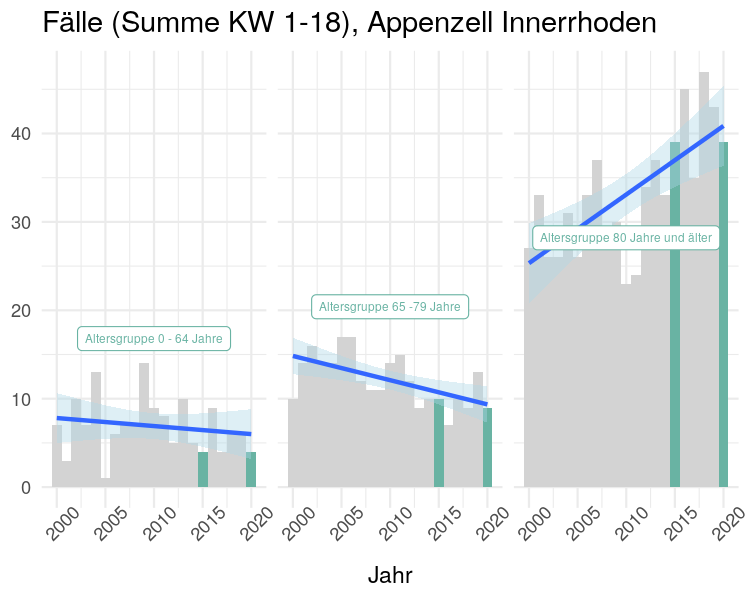 Fälle (Summe KW 1-18), Appenzell Innerrhoden
40
30
20
10
0
Altersgruppe 0 - 64 Jahre
Altersgruppe 65 -79 Jahre
Altersgruppe 80 Jahre und älter
2000 2005 2010 2015 2020
2000 2005 2010 2015 2020
2000 2005 2010 2015 2020
Jahr